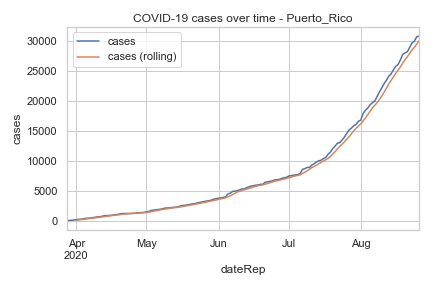 COVID-19 cases over time - Puerto_Rico
cases
cases (rolling)
cases
30000
25000
20000
15000
10000
5000
0
Apr
2020
May
Jun
Jul
Aug
dateRep